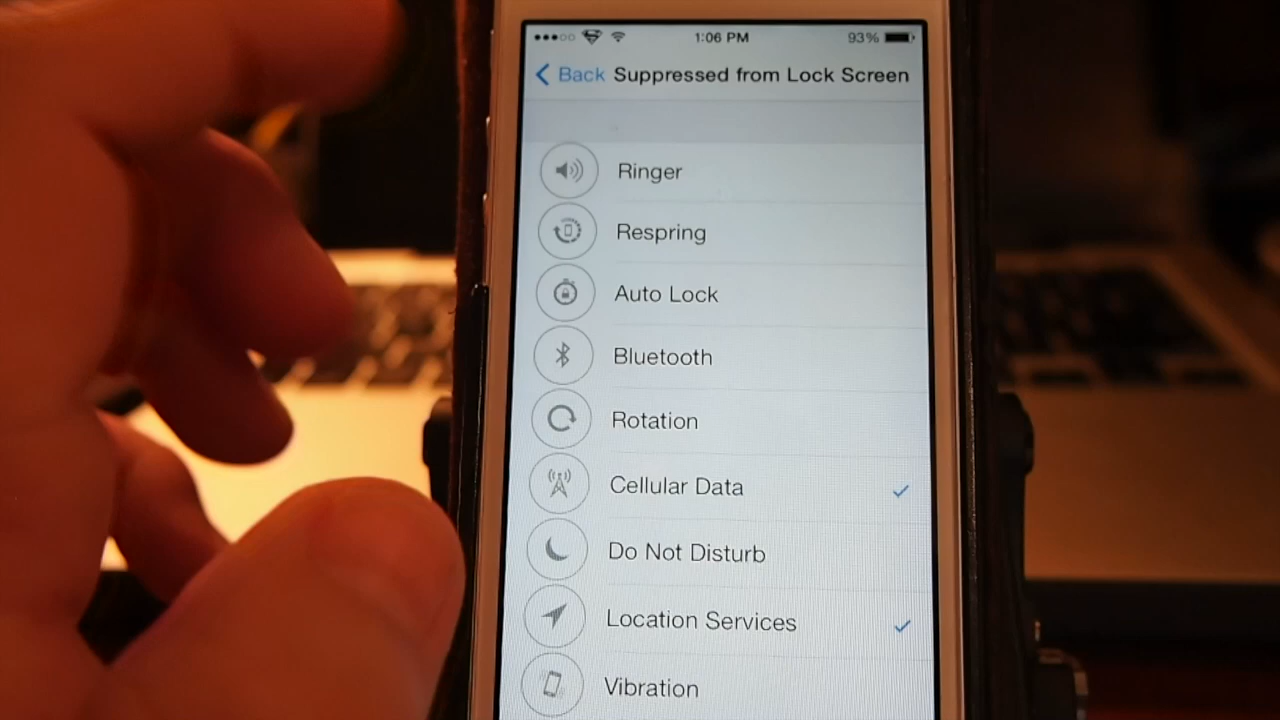 1:06 PM
93%
Back Suppressed from Lock Screen
Ringer
Respring
Auto Lock
Bluetooth
Rotation
Cellular Data
Do Not Disturb
Location Services
Vibration